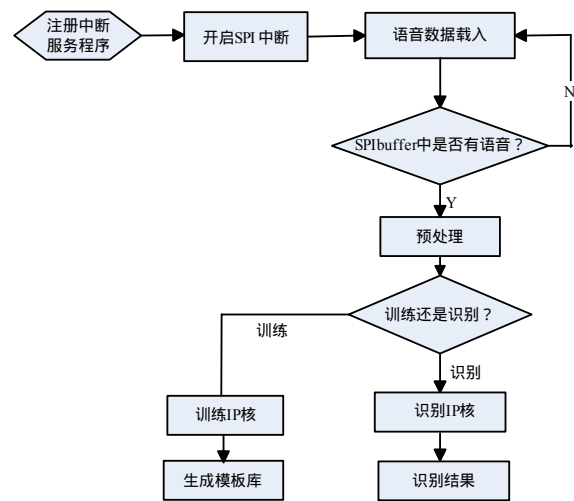 注册中断
服务程序
开启SPI 中断
语音数据载入
N
SPIbuffer中是否有语音？
Y
预处理
训练还是识别？
训练
识别
训练IP核
识别IP核
生成模板库
识别结果